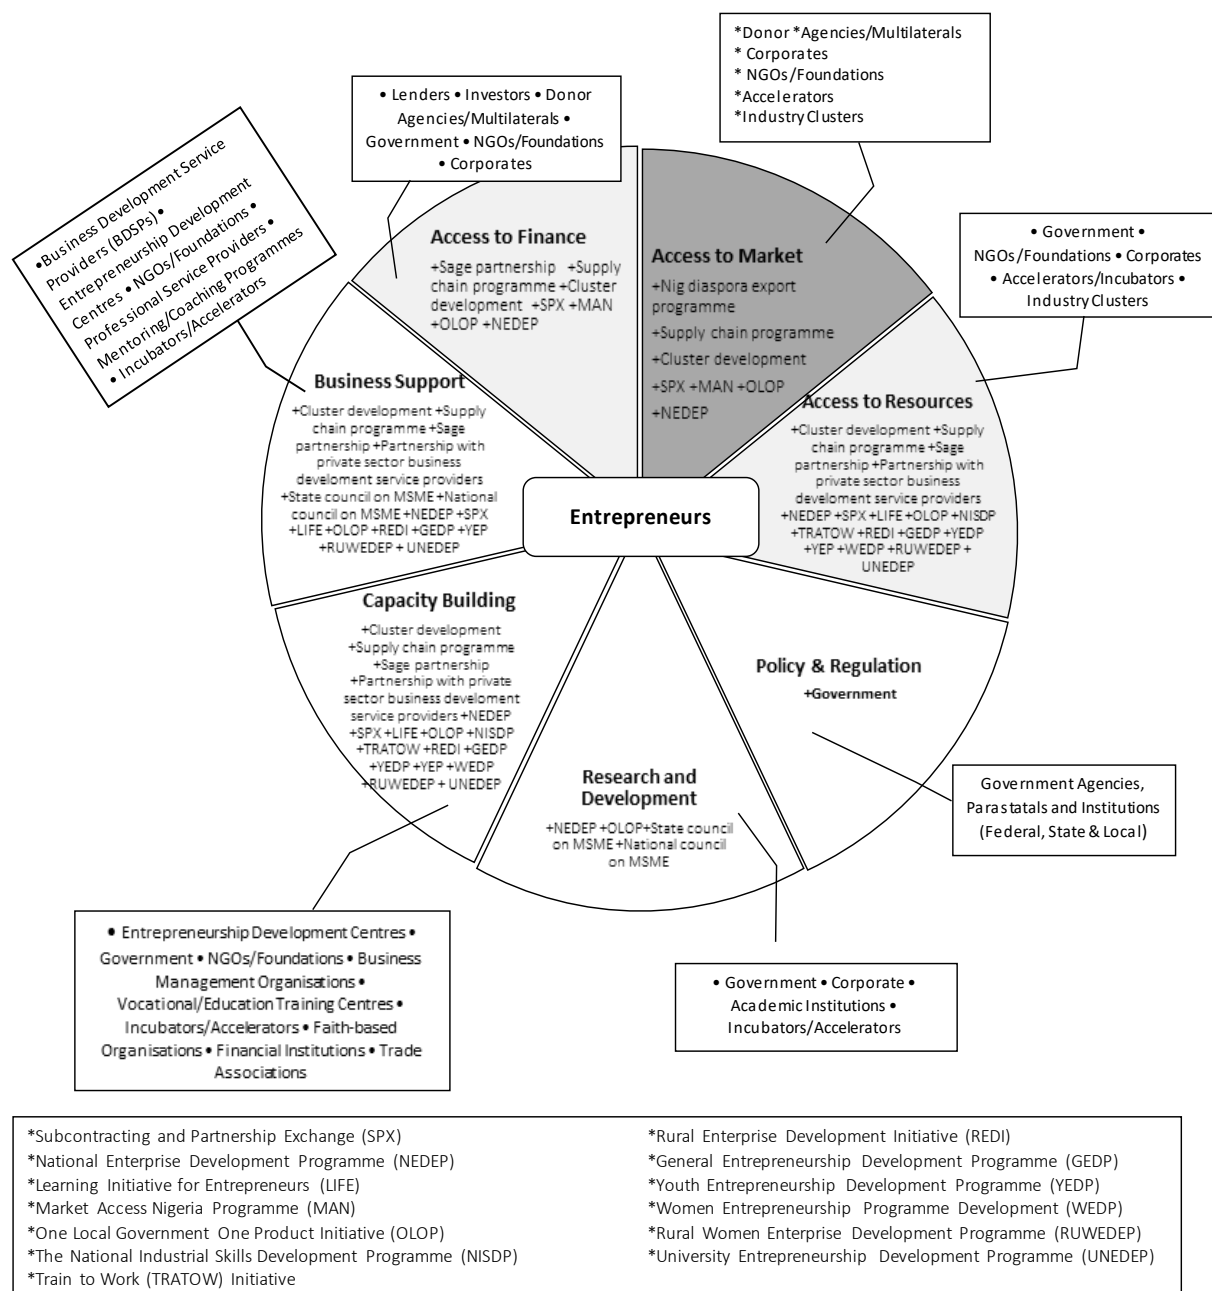 *Donor *Agencies/Multilaterals
* Corporates
* NGOs/Foundations
*Accelerators
*Industry Clusters
• Lenders • Investors • Donor
Agencies/Multilaterals •
Government • NGOs/Foundations
• Corporates
•Business Development Service
Providers (BDSPs) •
Entrepreneurship Development
Centres • NGOs/Foundations •
Professional Service Providers •
Mentoring/Coaching Programmes
• Incubators/Accelerators
• Government •
NGOs/Foundations • Corporates
• Accelerators/Incubators •
Industry Clusters
Access to Finance
+Sage partnership +Supply
chain programme +Cluster
development +SPX +MAN
+OLOP +NEDEP
Access to Market
+Nig diaspora export
programme
+Supply chain programme
+Cluster development
+SPX +MAN +OLOP
+NEDEP
Business Support
+Cluster development +Supply
chain programme +Sage
partnership +Partnership with
private sector business
develoment service providers
+State council on MSME +National
council on MSME +NEDEP +SPX
+LIFE +OLOP +REDI +GEDP +YEP
+RUWEDEP + UNEDEP
Access to Resources
+Cluster development +Supply
chain programme +Sage
partnership +Partnership with
private sector business
develoment service providers
+NEDEP +SPX +LIFE +OLOP +NISDP
+TRATOW +REDI +GEDP +YEDP
+YEP +WEDP +RUWEDEP +
UNEDEP
Entrepreneurs
Capacity Building
+Cluster development
+Supply chain programme
+Sage partnership
+Partnership with private
sector business develoment
service providers +NEDEP
+SPX +LIFE +OLOP +NISDP
+TRATOW +REDI +GEDP
+YEDP +YEP +WEDP
+RUWEDEP + UNEDEP
Policy & Regulation
+Government
Research and
Development
+NEDEP +OLOP+State council
on MSME +National council
on MSME
Government Agencies,
Parastatals and Institutions
(Federal, State & Local)
• Entrepreneurship Development Centres •
Government • NGOs/Foundations • Business
Management Organisations •
Vocational/Education Training Centres •
Incubators/Accelerators • Faith-based
Organisations • Financial Institutions • Trade
Associations
• Government • Corporate •
Academic Institutions •
Incubators/Accelerators
*Subcontracting and Partnership Exchange (SPX)
*National Enterprise Development Programme (NEDEP)
*Learning Initiative for Entrepreneurs (LIFE)
*Market Access Nigeria Programme (MAN)
*One Local Government One Product Initiative (OLOP)
*The National Industrial Skills Development Programme (NISDP)
*Train to Work (TRATOW) Initiative
*Rural Enterprise Development Initiative (REDI)
*General Entrepreneurship Development Programme (GEDP)
*Youth Entrepreneurship Development Programme (YEDP)
*Women Entrepreneurship Programme Development (WEDP)
*Rural Women Enterprise Development Programme (RUWEDEP)
*University Entrepreneurship Development Programme (UNEDEP)